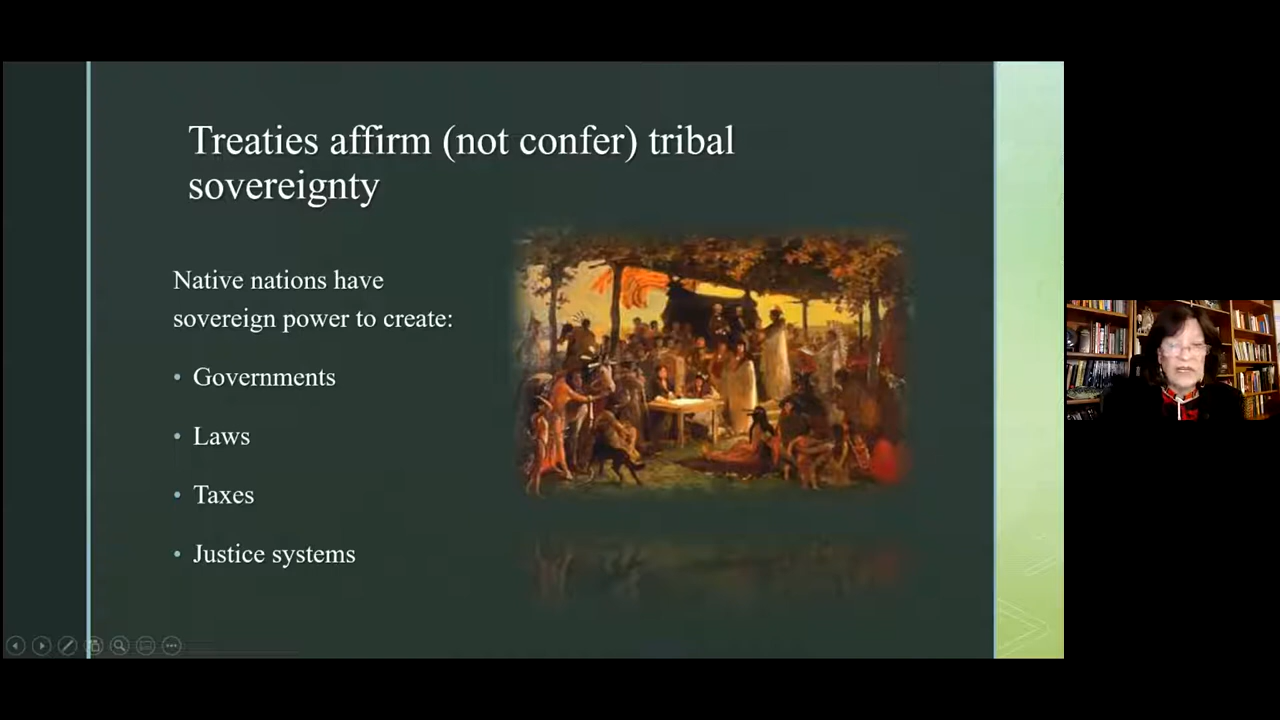 Treaties affirm (not confer) tribal
sovereignty
Native nations have
sovereign power to create:
• Governments
• Laws
• Taxes
• Justice systems